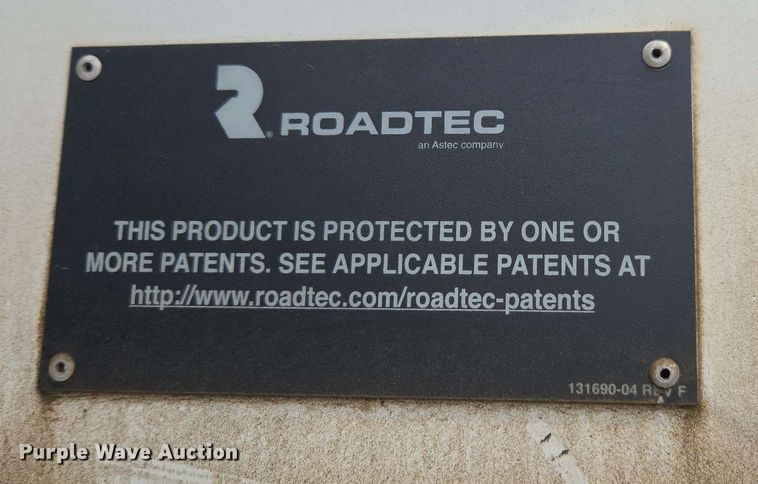 ROADTEC
an Astec company
THIS PRODUCT IS PROTECTED BY ONE OR
MORE PATENTS. SEE APPLICABLE PATENTS AT
http://www.roadtec.com/roadtec-patents
131690-04 REV F
Purple Wave Auction